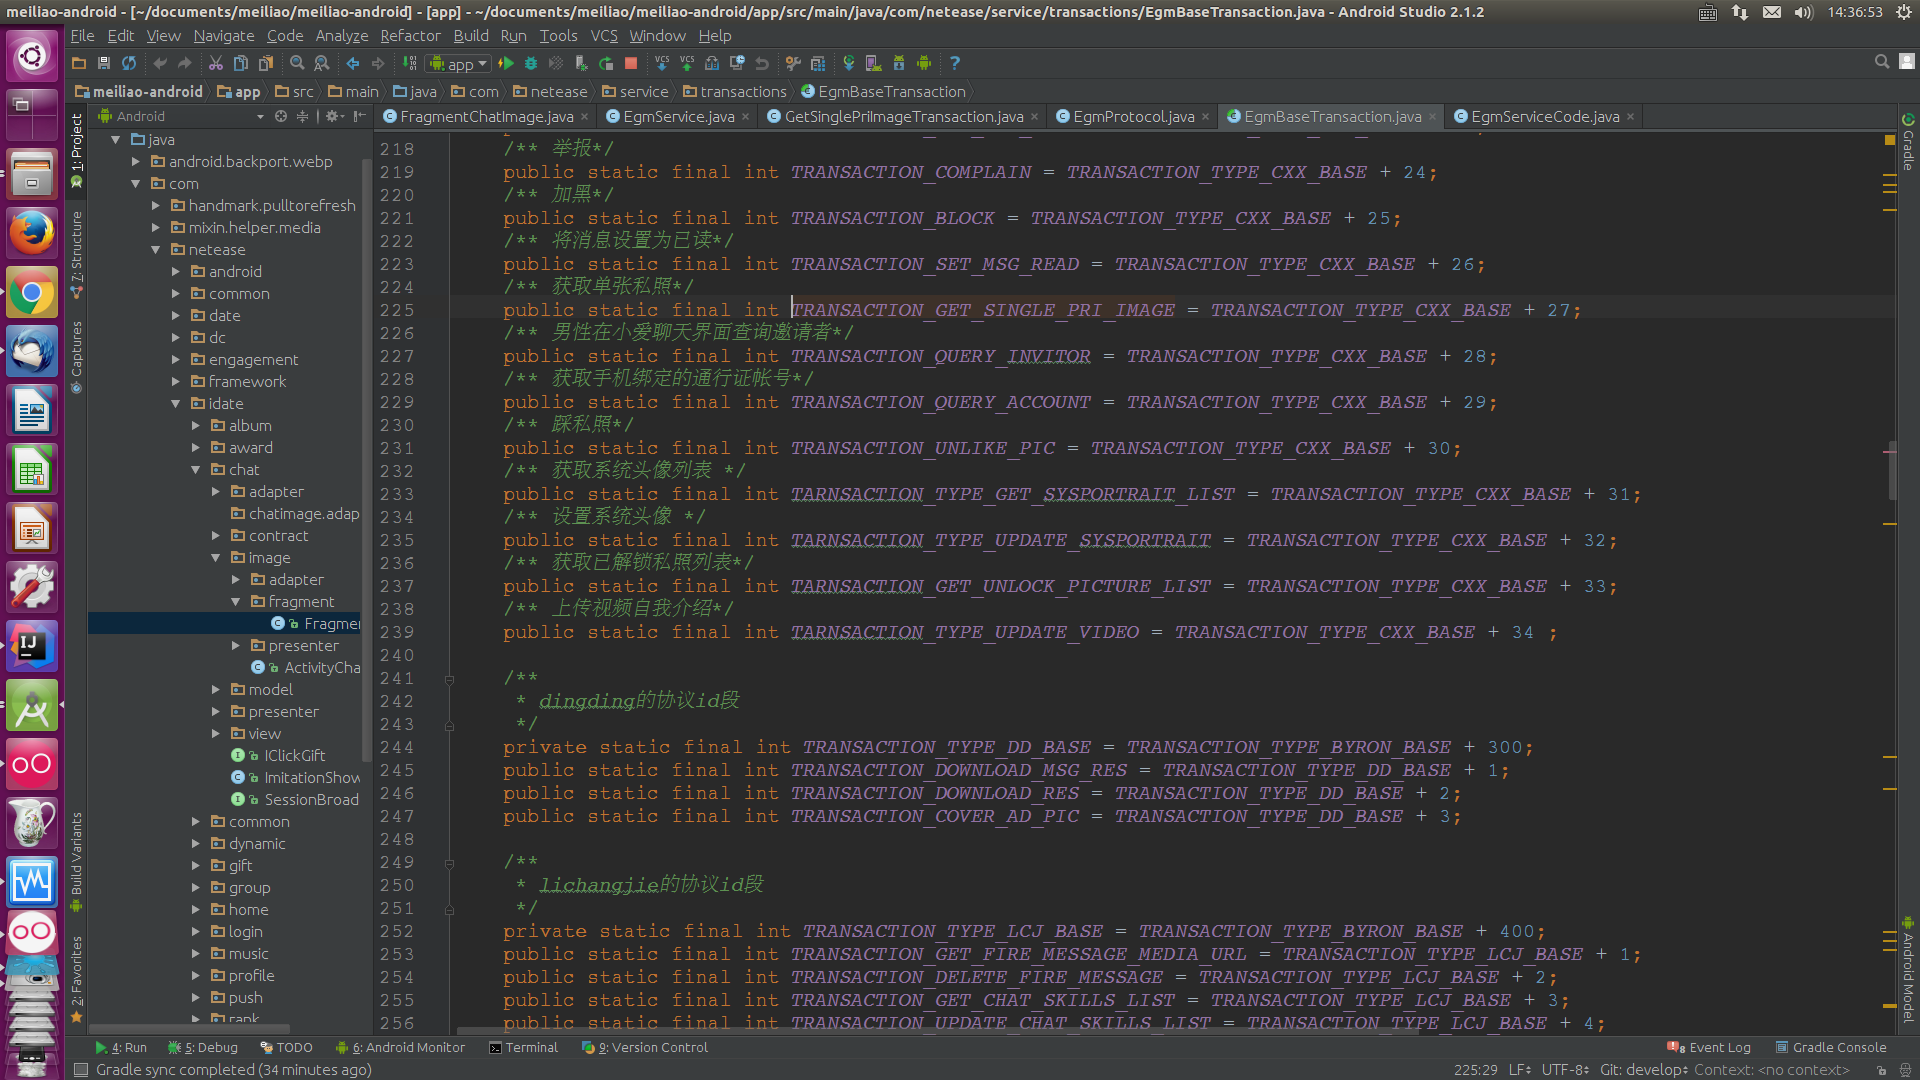 meiliao-android - [~/documents/meiliao/meiliao-android] - [app] - ~/documents/meiliao/meiliao-android/app/src/main/java/com/netease/service/transactions/EgmBaseTransaction.java - Android Studio 2.1.2
14:36:53
File Edit View Navigate Code Analyze Refactor Build Run Tools VCS Window Help
app
meiliao-android app src main java com netease service transactions EgmBaseTransaction
Android
FragmentChatImage.java EgmService.java GetSinglePriImageTransaction.java EgmProtocol.java EgmBaseTransaction.java EgmServiceCode.java
1: Project
7: Structure
Captures
Build Variants
2: Favorites
java
android.backport.webp
com
handmark.pulltorefresh
mixin.helper.media
netease
android
common
date
dc
engagement
framework
idate
album
award
chat
adapter
chatimage.adap
contract
image
adapter
fragment
Fragmer
presenter
ActivityCha
model
presenter
view
IClickGift
ImitationShow
SessionBroad
common
dynamic
gift
group
home
login
music
profile
push
rank
218 /** 举报*/
219 public static final int TRANSACTION_COMPLAIN = TRANSACTION_TYPE_CXX_BASE + 24;
220 /** 加黑*/
221 public static final int TRANSACTION_BLOCK = TRANSACTION_TYPE_CXX_BASE + 25;
222 /** 将消息设置为已读*/
223 public static final int TRANSACTION_SET_MSG_READ = TRANSACTION_TYPE_CXX_BASE + 26;
224 /** 获取单张私照*/
225 public static final int TRANSACTION_GET_SINGLE_PRI_IMAGE = TRANSACTION_TYPE_CXX_BASE + 27;
226 /** 男性在小爱聊天界面查询邀请者*/
227 public static final int TRANSACTION_QUERY_INVITOR = TRANSACTION_TYPE_CXX_BASE + 28;
228 /** 获取手机绑定的通行证帐号*/
229 public static final int TRANSACTION_QUERY_ACCOUNT = TRANSACTION_TYPE_CXX_BASE + 29;
230 /** 踩私照*/
231 public static final int TRANSACTION_UNLIKE_PIC = TRANSACTION_TYPE_CXX_BASE + 30;
232 /** 获取系统头像列表 */
233 public static final int TARNSACTION_TYPE_GET_SYSPORTRAIT_LIST = TRANSACTION_TYPE_CXX_BASE + 31;
234 /** 设置系统头像 */
235 public static final int TARNSACTION_TYPE_UPDATE_SYSPORTRAIT = TRANSACTION_TYPE_CXX_BASE + 32;
236 /** 获取已解锁私照列表*/
237 public static final int TARNSACTION_GET_UNLOCK_PICTURE_LIST = TRANSACTION_TYPE_CXX_BASE + 33;
238 /** 上传视频自我介绍*/
239 public static final int TARNSACTION_TYPE_UPDATE_VIDEO = TRANSACTION_TYPE_CXX_BASE + 34 ;
240
241 /**
242 * dingding的协议id段
243 */
244 private static final int TRANSACTION_TYPE_DD_BASE = TRANSACTION_TYPE_BYRON_BASE + 300;
245 public static final int TRANSACTION_DOWNLOAD_MSG_RES = TRANSACTION_TYPE_DD_BASE + 1;
246 public static final int TRANSACTION_DOWNLOAD_RES = TRANSACTION_TYPE_DD_BASE + 2;
247 public static final int TRANSACTION_COVER_AD_PIC = TRANSACTION_TYPE_DD_BASE + 3;
248
249 /**
250 * lichangjie的协议id段
251 */
252 private static final int TRANSACTION_TYPE_LCJ_BASE = TRANSACTION_TYPE_BYRON_BASE + 400;
253 public static final int TRANSACTION_GET_FIRE_MESSAGE_MEDIA_URL = TRANSACTION_TYPE_LCJ_BASE + 1;
254 public static final int TRANSACTION_DELETE_FIRE_MESSAGE = TRANSACTION_TYPE_LCJ_BASE + 2;
255 public static final int TRANSACTION_GET_CHAT_SKILLS_LIST = TRANSACTION_TYPE_LCJ_BASE + 3;
256 public static final int TRANSACTION_UPDATE_CHAT_SKILLS_LIST = TRANSACTION_TYPE_LCJ_BASE + 4;
Gradle
Android Model
4: Run 5: Debug TODO 6: Android Monitor Terminal 9: Version Control 8 Event Log Gradle Console
Gradle sync completed (34 minutes ago) 225:29 LF UTF-8 Git: develop Context: <no context>